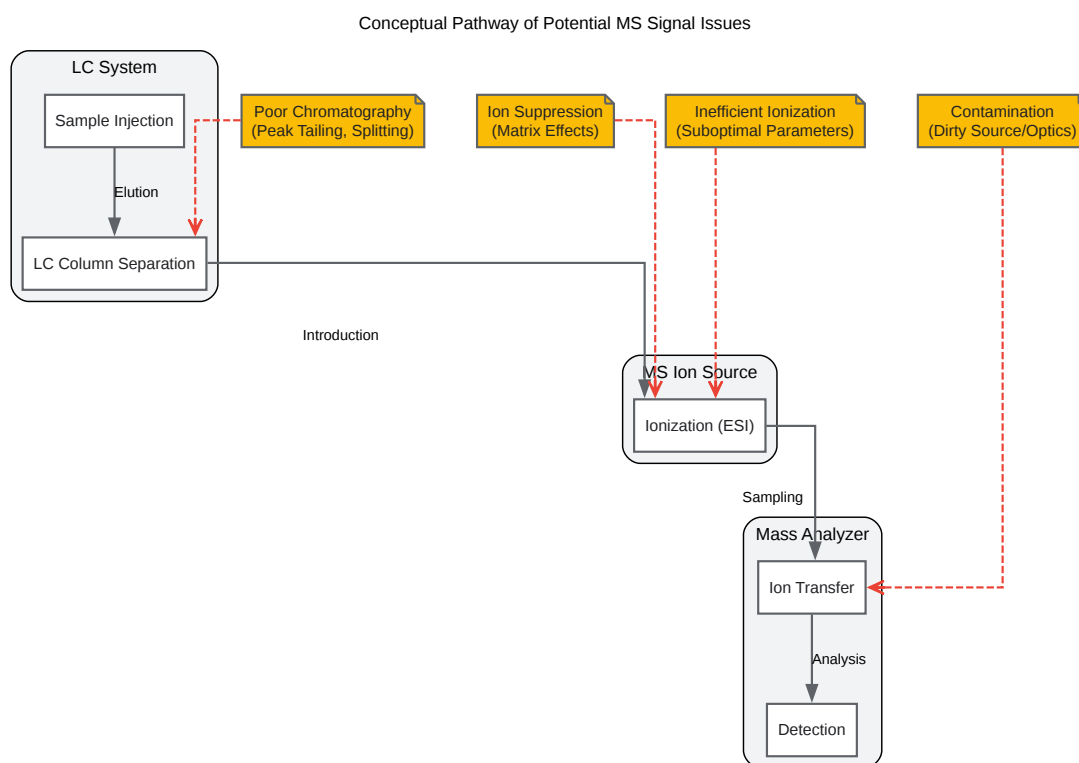 Conceptual Pathway of Potential MS Signal Issues
LC System
Sample Injection
Poor Chromatography
(Peak Tailing, Splitting)
Ion Suppression
(Matrix Effects)
Inefficient Ionization
(Suboptimal Parameters)
Contamination
(Dirty Source/Optics)
Elution
LC Column Separation
Introduction
MS Ion Source
Ionization (ESI)
Sampling
Mass Analyzer
Ion Transfer
Analysis
Detection